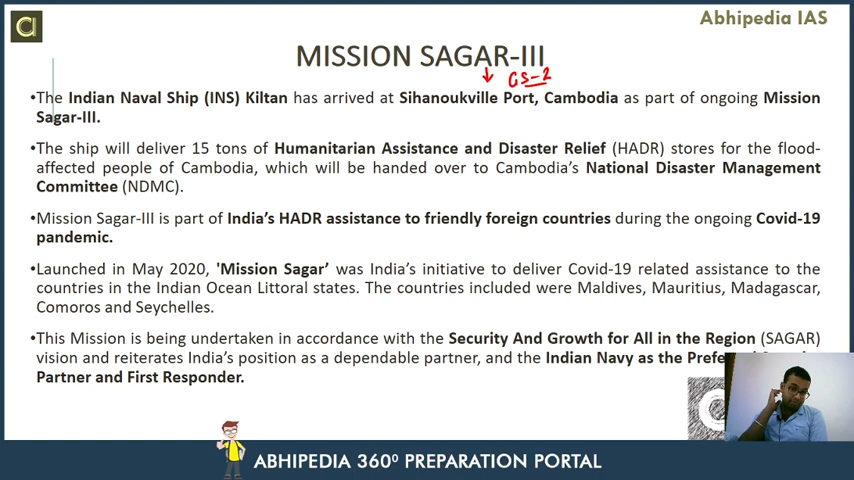 Abhipedia IAS
MISSION SAGAR-III
GS-2
•The Indian Naval Ship (INS) Kiltan has arrived at Sihanoukville Port, Cambodia as part of ongoing Mission
Sagar-III.
•The ship will deliver 15 tons of Humanitarian Assistance and Disaster Relief (HADR) stores for the flood-
affected people of Cambodia, which will be handed over to Cambodia's National Disaster Management
Committee (NDMC).
•Mission Sagar-III is part of India's HADR assistance to friendly foreign countries during the ongoing Covid-19
pandemic.
•Launched in May 2020, 'Mission Sagar’ was India's initiative to deliver Covid-19 related assistance to the
countries in the Indian Ocean Littoral states. The countries included were Maldives, Mauritius, Madagascar,
Comoros and Seychelles.
•This Mission is being undertaken in accordance with the Security And Growth for All in the Region (SAGAR)
vision and reiterates India's position as a dependable partner, and the Indian Navy as the
Partner and First Responder.
ABHIPEDIA 360⁰ PREPARATION PORTAL